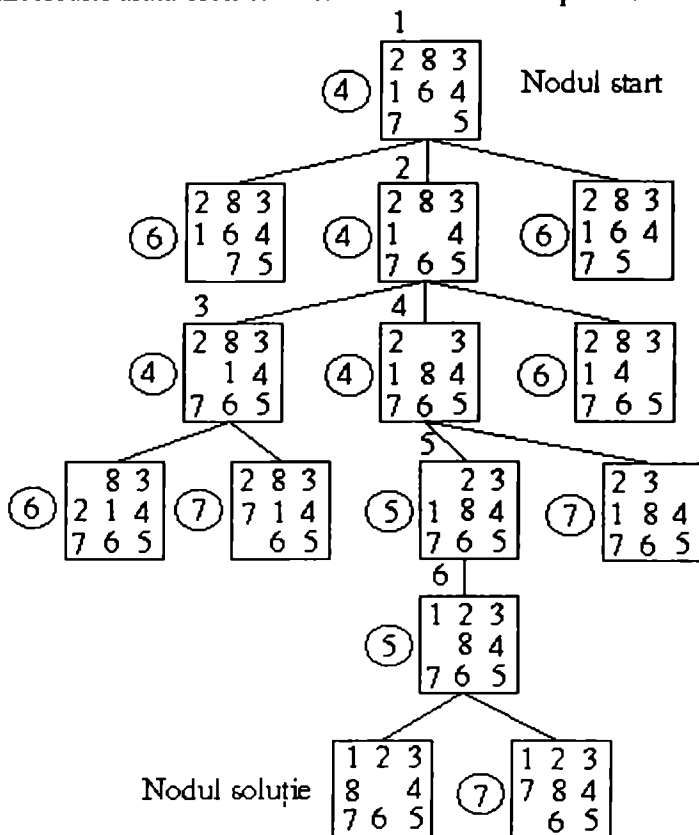 1
2 8 3
4 1 6 4 Nodul start
7 5
2
2 8 3 2 8 3 2 8 3
6 1 6 4 4 1 4 6 1 6 4
7 5 7 6 5 7 5
3 4
2 8 3 2 3 2 8 3
4 1 4 4 1 8 4 6 1 4
7 6 5 7 6 5 7 6 5
5
8 3 2 8 3 2 3 2 3
6 2 1 4 7 7 1 4 5 1 8 4 7 1 8 4
7 6 5 6 5 7 6 5 7 6 5
6
1 2 3
5 8 4
7 6 5
1 2 3 1 2 3
Nodul soluție 8 4 7 7 8 4
7 6 5 6 5